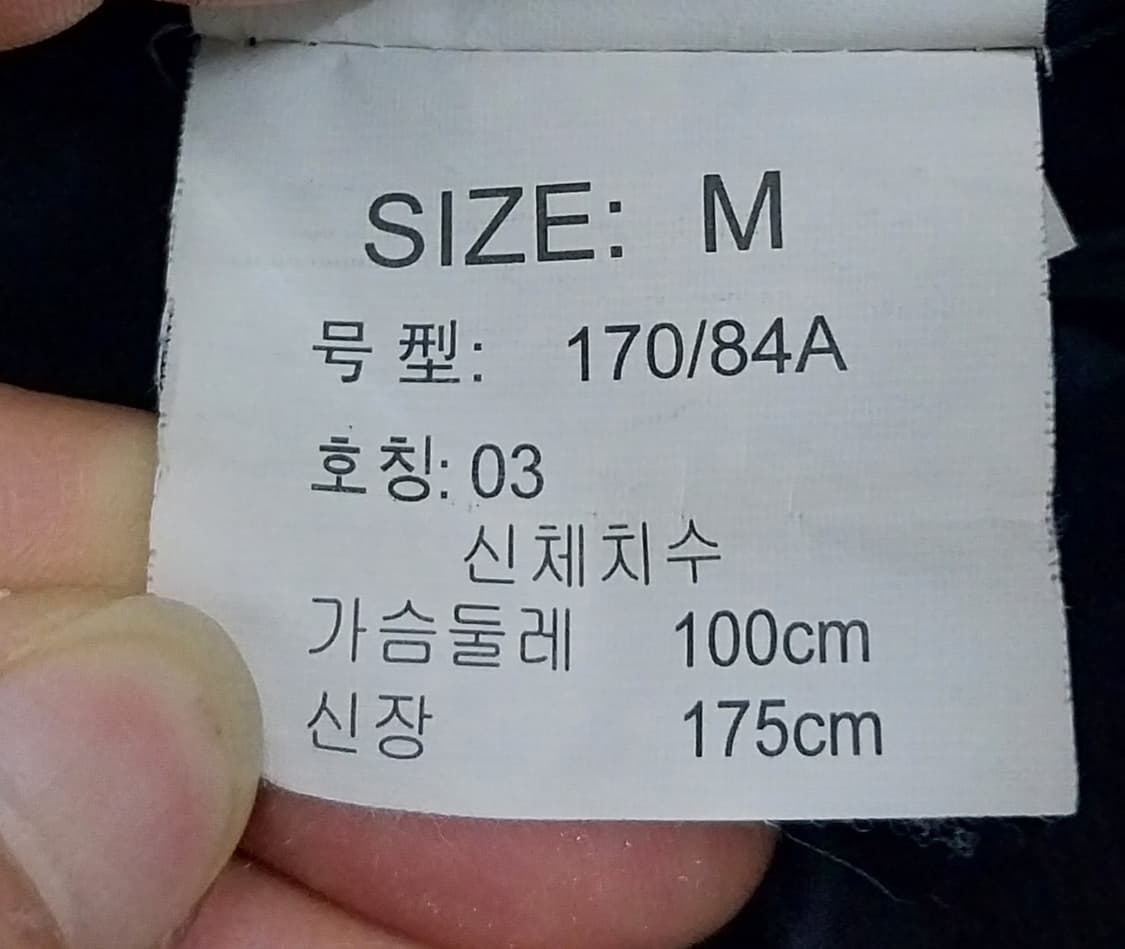 SIZE: M
号型: 170/84A
호칭: 03
신체치수
가슴둘레 100cm
신장 175cm